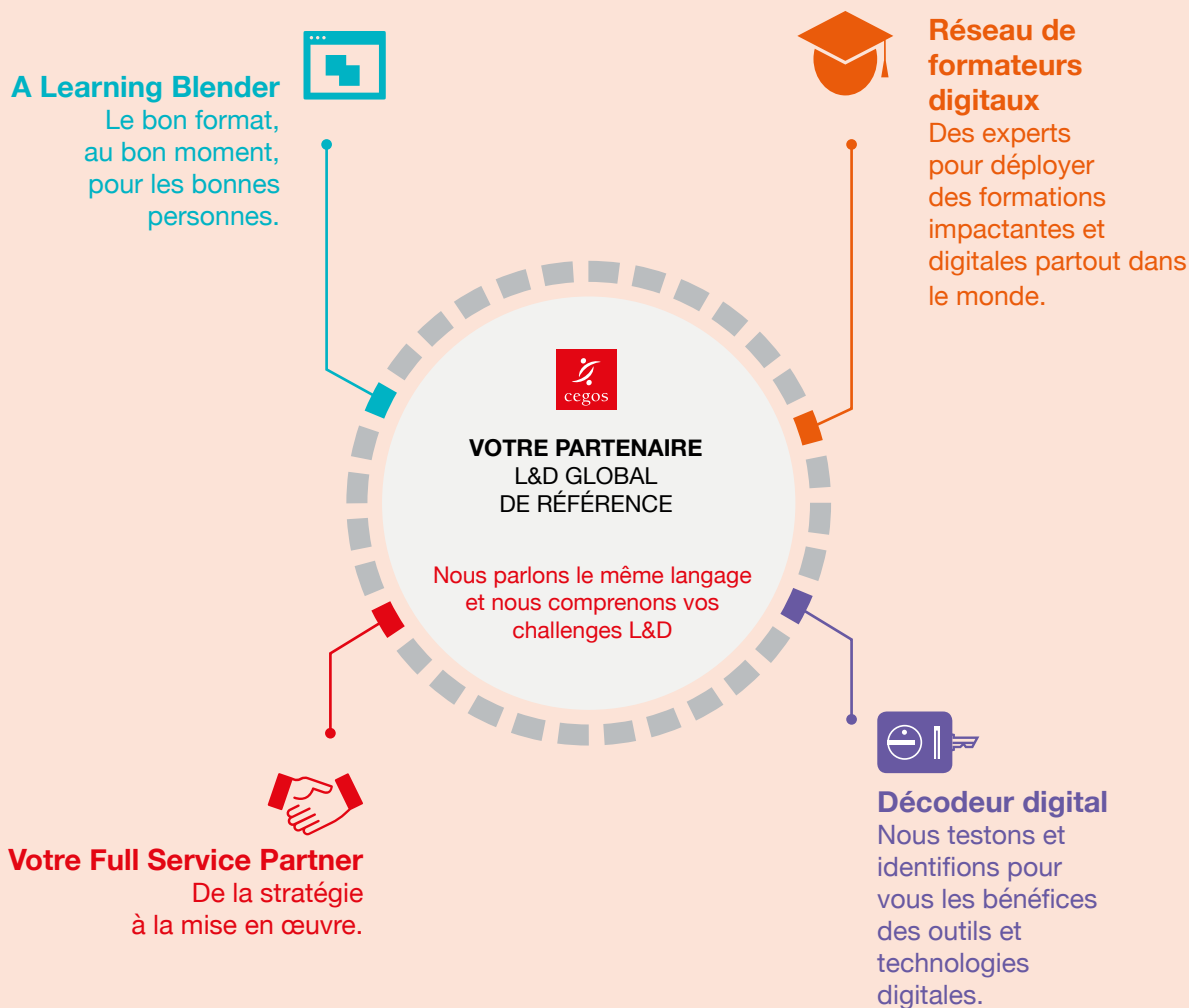 A Learning Blender
Le bon format,
au bon moment,
pour les bonnes
personnes.
Réseau de
formateurs
digitaux
Des experts
pour déployer
des formations
impactantes et
digitales partout dans
le monde.
cegos
VOTRE PARTENAIRE
L&D GLOBAL
DE RÉFÉRENCE
Nous parlons le même langage
et nous comprenons vos
challenges L&D
Votre Full Service Partner
De la stratégie
à la mise en œuvre.
Décodeur digital
Nous testons et
identifions pour
vous les bénéfices
des outils et
technologies
digitales.